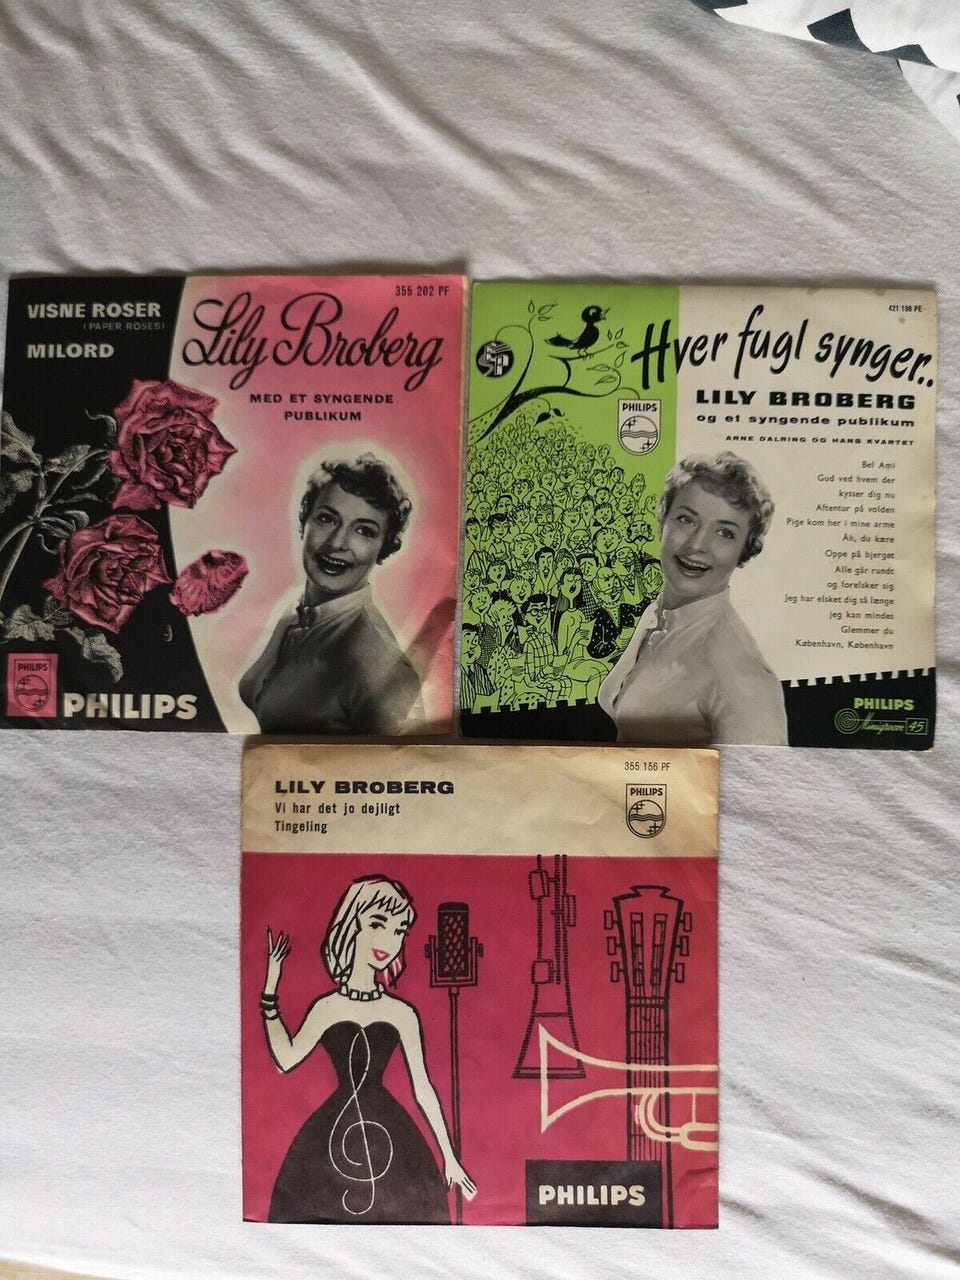 VISNE ROSER
(PAPER ROSES)
MILORD
355 202 PF
Lily Broberg
MED ET SYNGENDE
PUBLIKUM
PHILIPS
PHILIPS
421 198 PE
Hver fugl synger..
LILY BROBERG
og et syngende publikum
ARNE DALRING OG HANS KVARTET
PHILIPS
Bel Ami
Gud ved hvem der
kysser dig nu
Aftentur på volden
Pige kom her i mine arme
Åh, du kære
Oppe på bjerget
Alle går rundt
og forelsker sig
Jeg har elsket dig så længe
jeg kan mindes
Glemmer du
København, København
PHILIPS
Minigroove 45
LILY BROBERG
Vi har det jo dejligt
Tingeling
355 156 PF
PHILIPS
PHILIPS